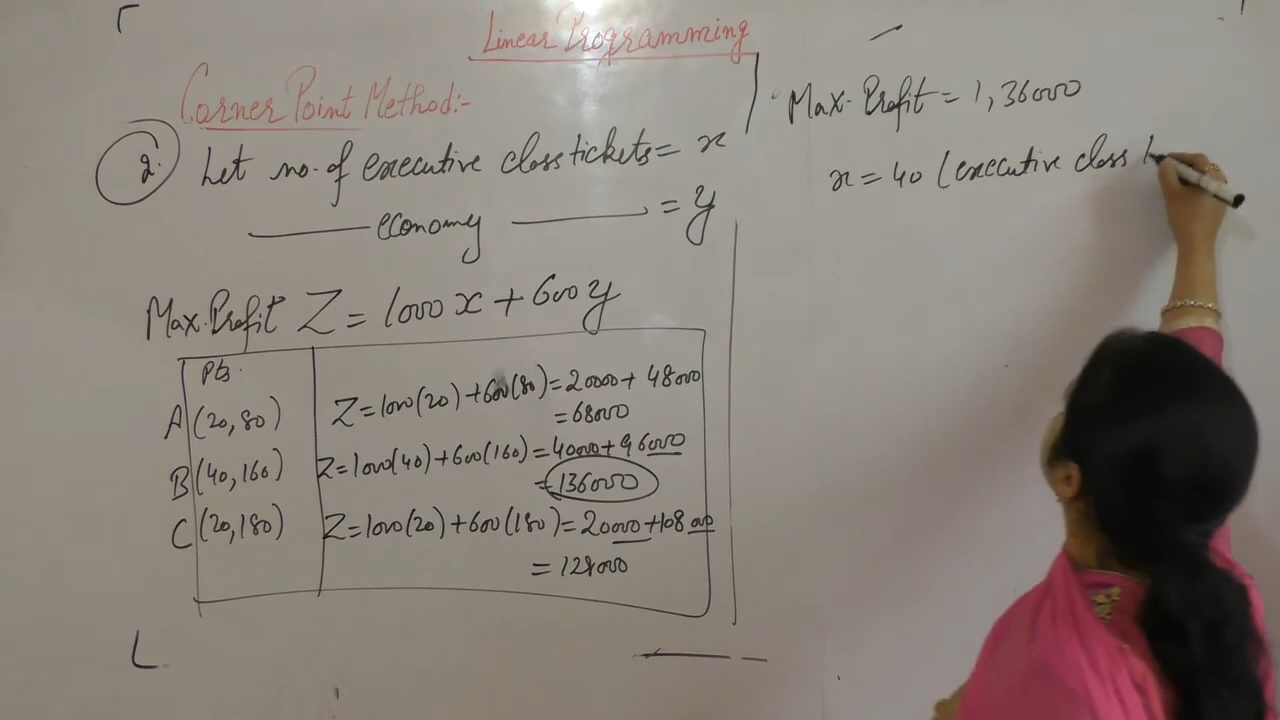 Linear Programming
Corner Point Method:-
2. Let no. of executive class tickets = x
economy = y
Max. Profit Z = 1000x + 600y
Pts.
A (20,80) Z = 1000(20) + 600(80) = 20000 + 48000
= 68000
B (40,160) Z = 1000(40) + 600(160) = 40000 + 96000
= 136000
C (20,180) Z = 1000(20) + 600(180) = 20000 + 108000
= 128000
Max. Profit = 1,36000
x = 40 (executive class